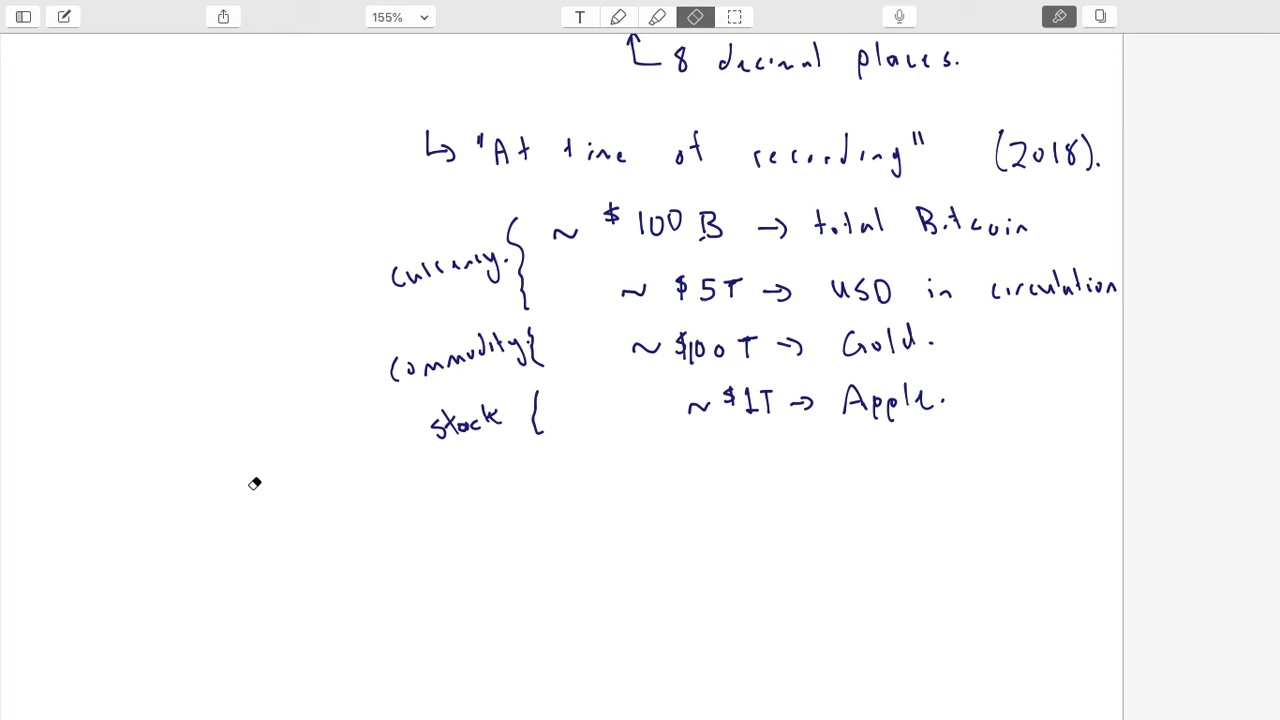 155%
T
↳ 8 decimal places.
↳ "At time of recording" (2018).
currency. { ~ $100 B → total Bitcoin
~ $5T → USD in circulation
commodity. { ~ $100 T → Gold.
stock { ~ $1T → Apple.